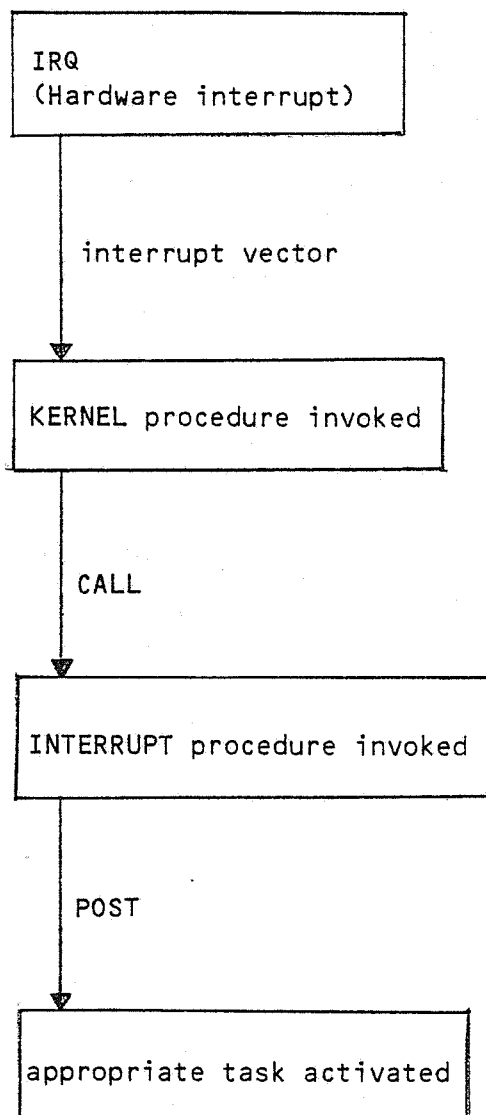 IRQ
(Hardware interrupt)
interrupt vector
KERNEL procedure invoked
CALL
INTERRUPT procedure invoked
POST
appropriate task activated